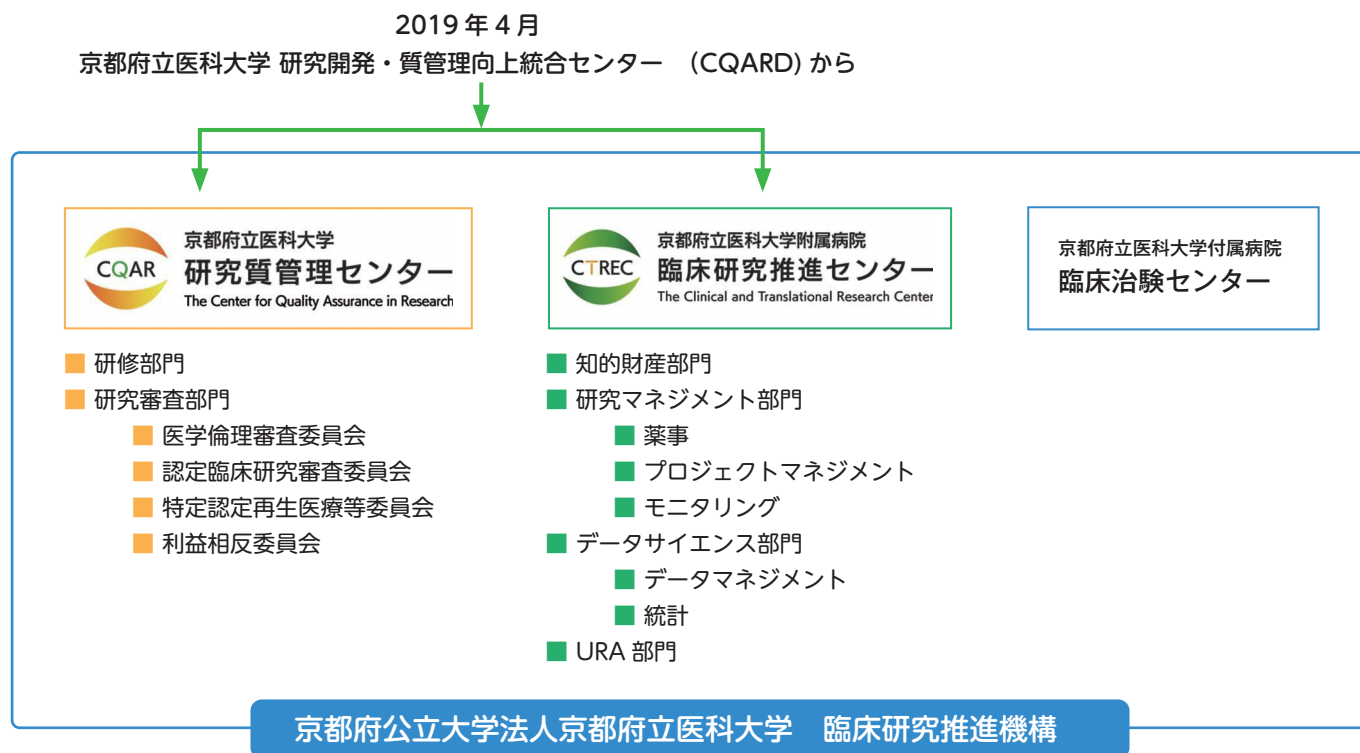 2019 年 4 月
京都府立医科大学 研究開発・質管理向上統合センター （CQARD) から
CQAR
京都府立医科大学
研究質管理センター
The Center for Quality Assurance in Research
CTREC
京都府立医科大学附属病院
臨床研究推進センター
The Clinical and Translational Research Center
京都府立医科大学付属病院
臨床治験センター
研修部門
研究審査部門
医学倫理審査委員会
認定臨床研究審査委員会
特定認定再生医療等委員会
利益相反委員会
知的財産部門
研究マネジメント部門
薬事
プロジェクトマネジメント
モニタリング
データサイエンス部門
データマネジメント
統計
URA 部門
京都府公立大学法人京都府立医科大学　臨床研究推進機構